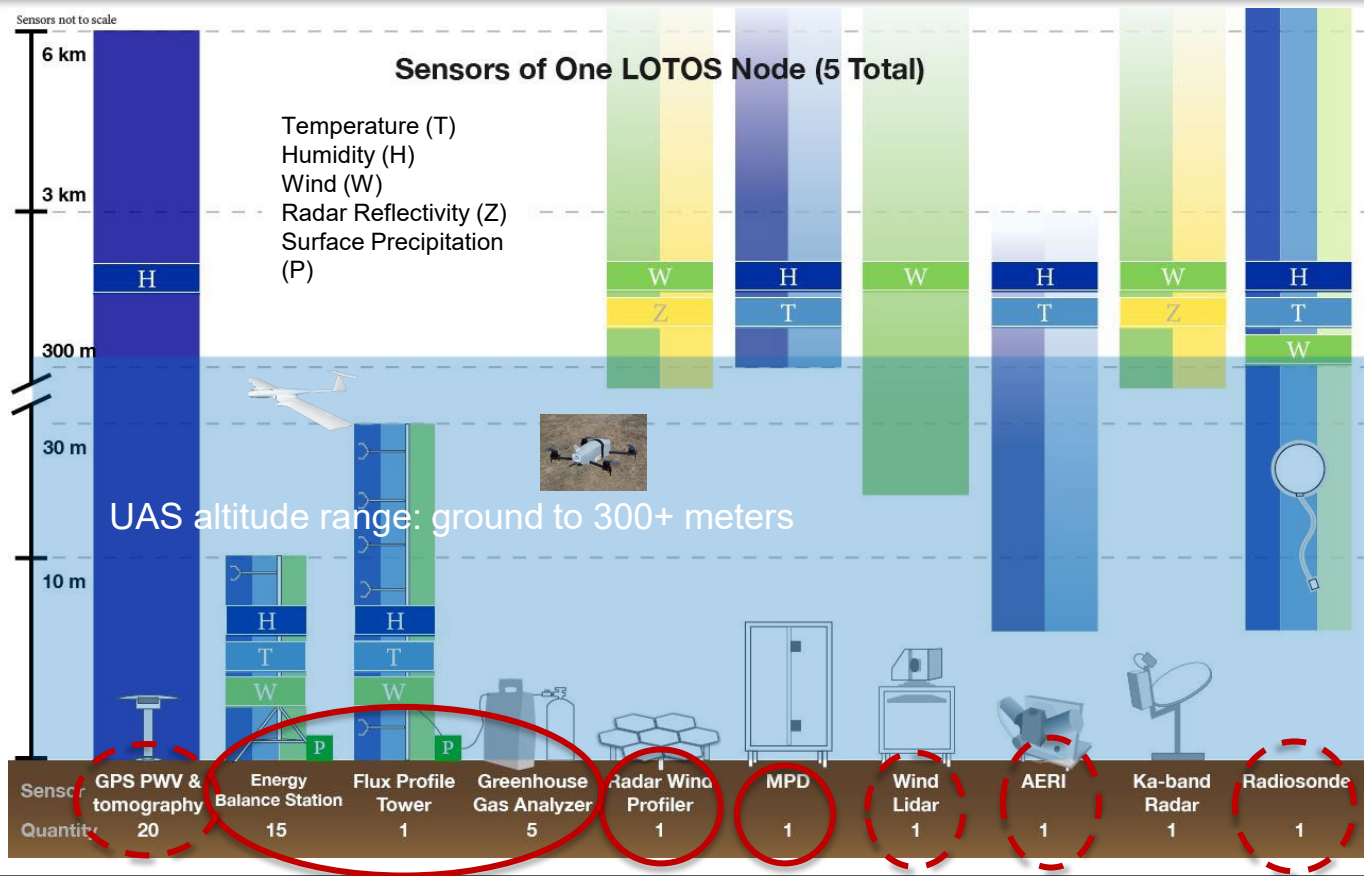 Sensors not to scale
6 km
Sensors of One LOTOS Node (5 Total)
Temperature (T)
Humidity (H)
Wind (W)
Radar Reflectivity (Z)
Surface Precipitation
(P)
3 km
H
W
H
W
H
W
H
Z
T
T
Z
T
W
300 m
30 m
UAS altitude range: ground to 300+ meters
10 m
H
H
T
T
W
W
P
P
Sensor
GPS PWV &
tomography
Energy
Balance Station
Flux Profile
Tower
Greenhouse
Gas Analyzer
Radar Wind
Profiler
MPD
Wind
Lidar
AERI
Ka-band
Radar
Radiosonde
Quantity
20
15
1
5
1
1
1
1
1
1